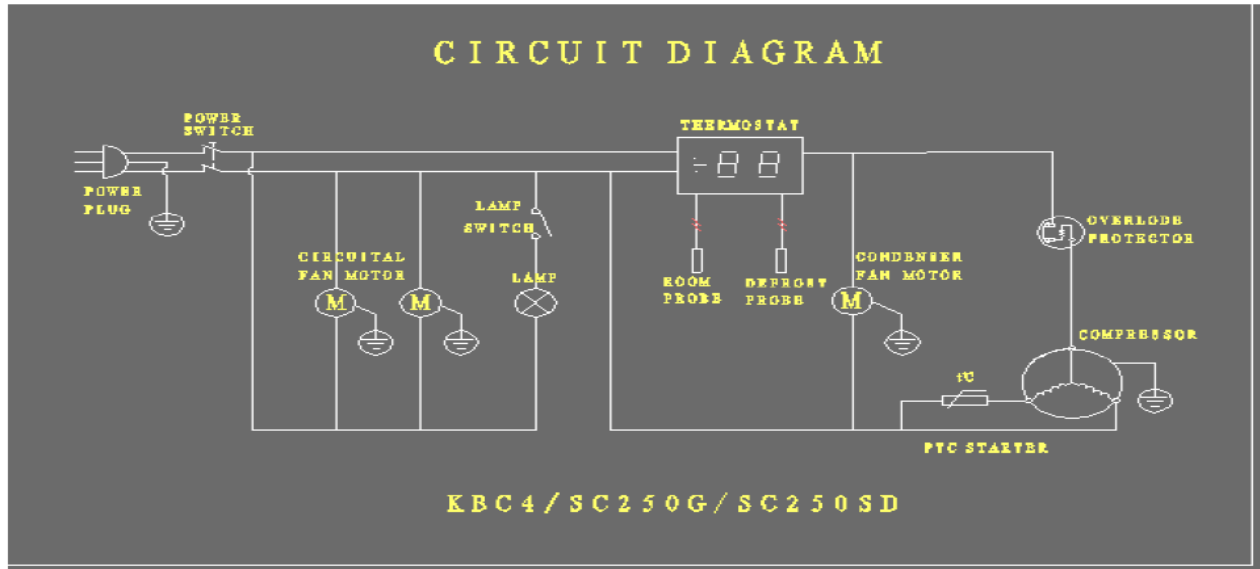 CIRCUIT DIAGRAM
POWER
SWITCH
THERMOSTAT
POWER
PLUG
LAMP
SWITCH
OVERLODE
PROTECTOR
CIRCUITAL
FAN MOTOR
LAMP
ROOM
PROBE
DEFROST
PROBE
CONDENSER
FAN MOTOR
M
M
M
COMPRESSOR
t℃
PTC STARTER
KBC4/SC250G/SC250SD